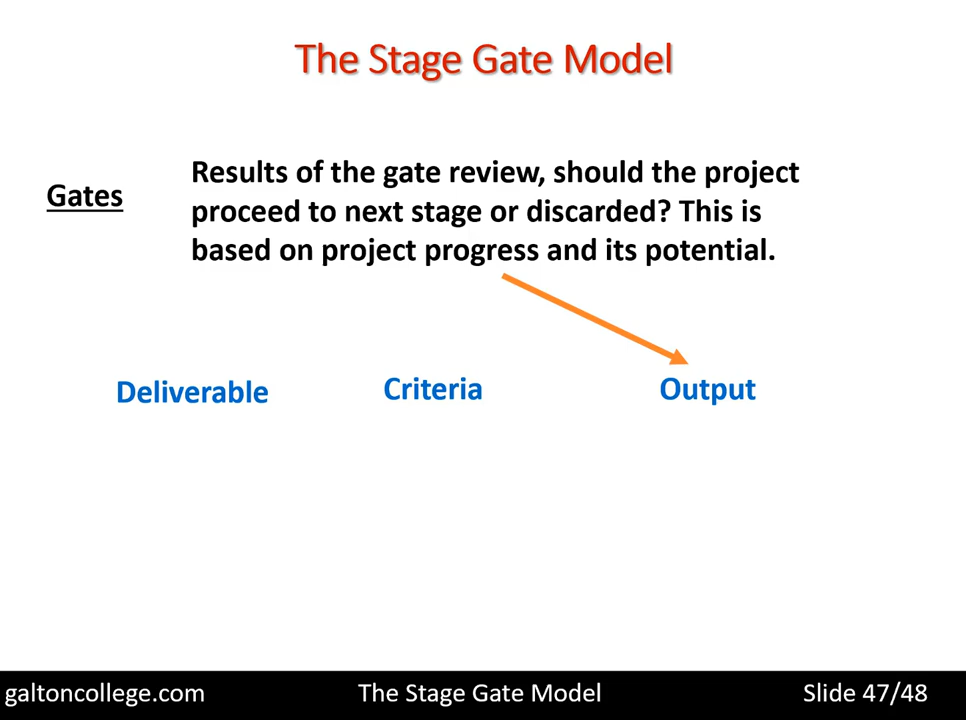 The Stage Gate Model
Gates
Results of the gate review, should the project
proceed to next stage or discarded? This is
based on project progress and its potential.
Deliverable
Criteria
Output
galtoncollege.com
The Stage Gate Model
Slide 47/48